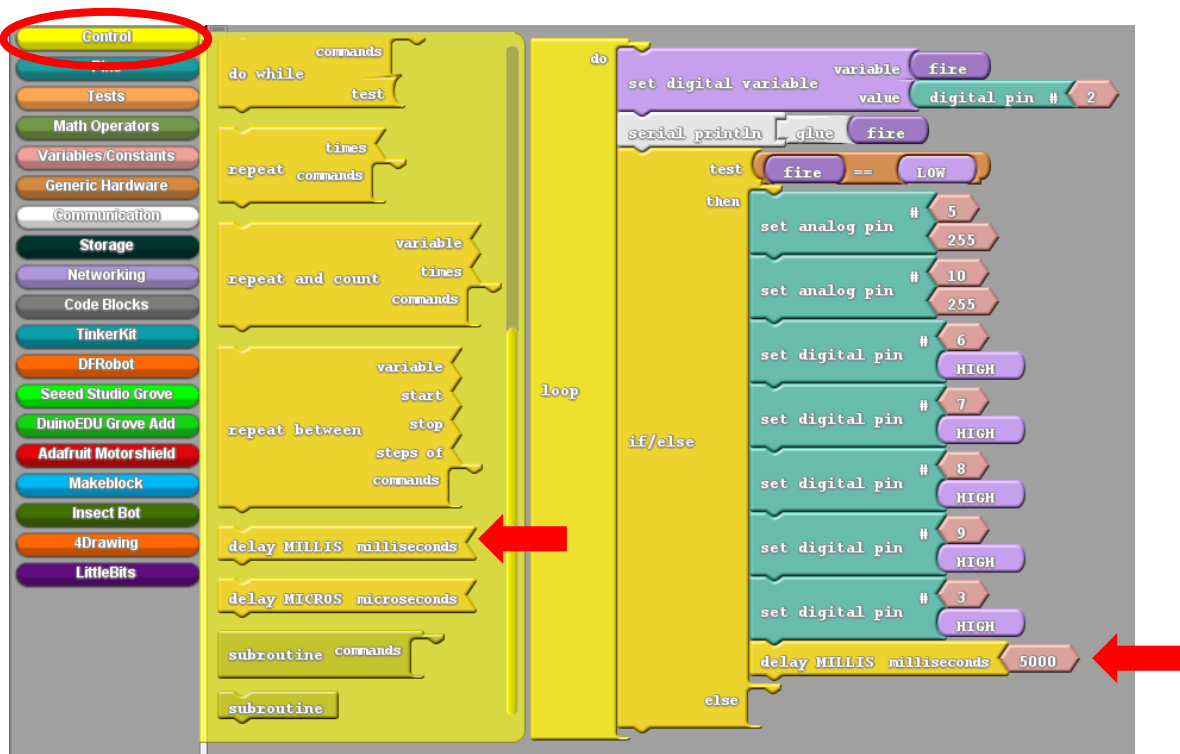 Control
Pins
Tests
Math Operators
Variables/Constants
Generic Hardware
Communication
Storage
Networking
Code Blocks
TinkerKit
DFRobot
Seeed Studio Grove
DuinoEDU Grove Add
Adafruit Motorshield
Makeblock
Insect Bot
4Drawing
LittleBits
commands
do while
test
times
repeat commands
variable
repeat and count times
commands
variable
start
repeat between stop
steps of
commands
delay MILLIS milliseconds
delay MICROS microseconds
subroutine commands
subroutine
loop
do
set digital variable variable fire
value digital pin # 2
serial println glue fire
if/else
test fire == LOW
then
set analog pin # 5
255
set analog pin # 10
255
set digital pin # 6
HIGH
set digital pin # 7
HIGH
set digital pin # 8
HIGH
set digital pin # 9
HIGH
set digital pin # 3
HIGH
delay MILLIS milliseconds 5000
else